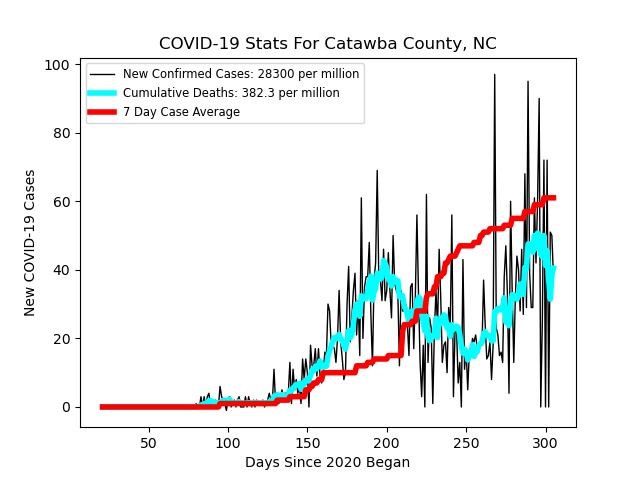 COVID-19 Stats For Catawba County, NC
New Confirmed Cases: 28300 per million
Cumulative Deaths: 382.3 per million
7 Day Case Average
100
80
60
40
20
0
New COVID-19 Cases
50 100 150 200 250 300
Days Since 2020 Began